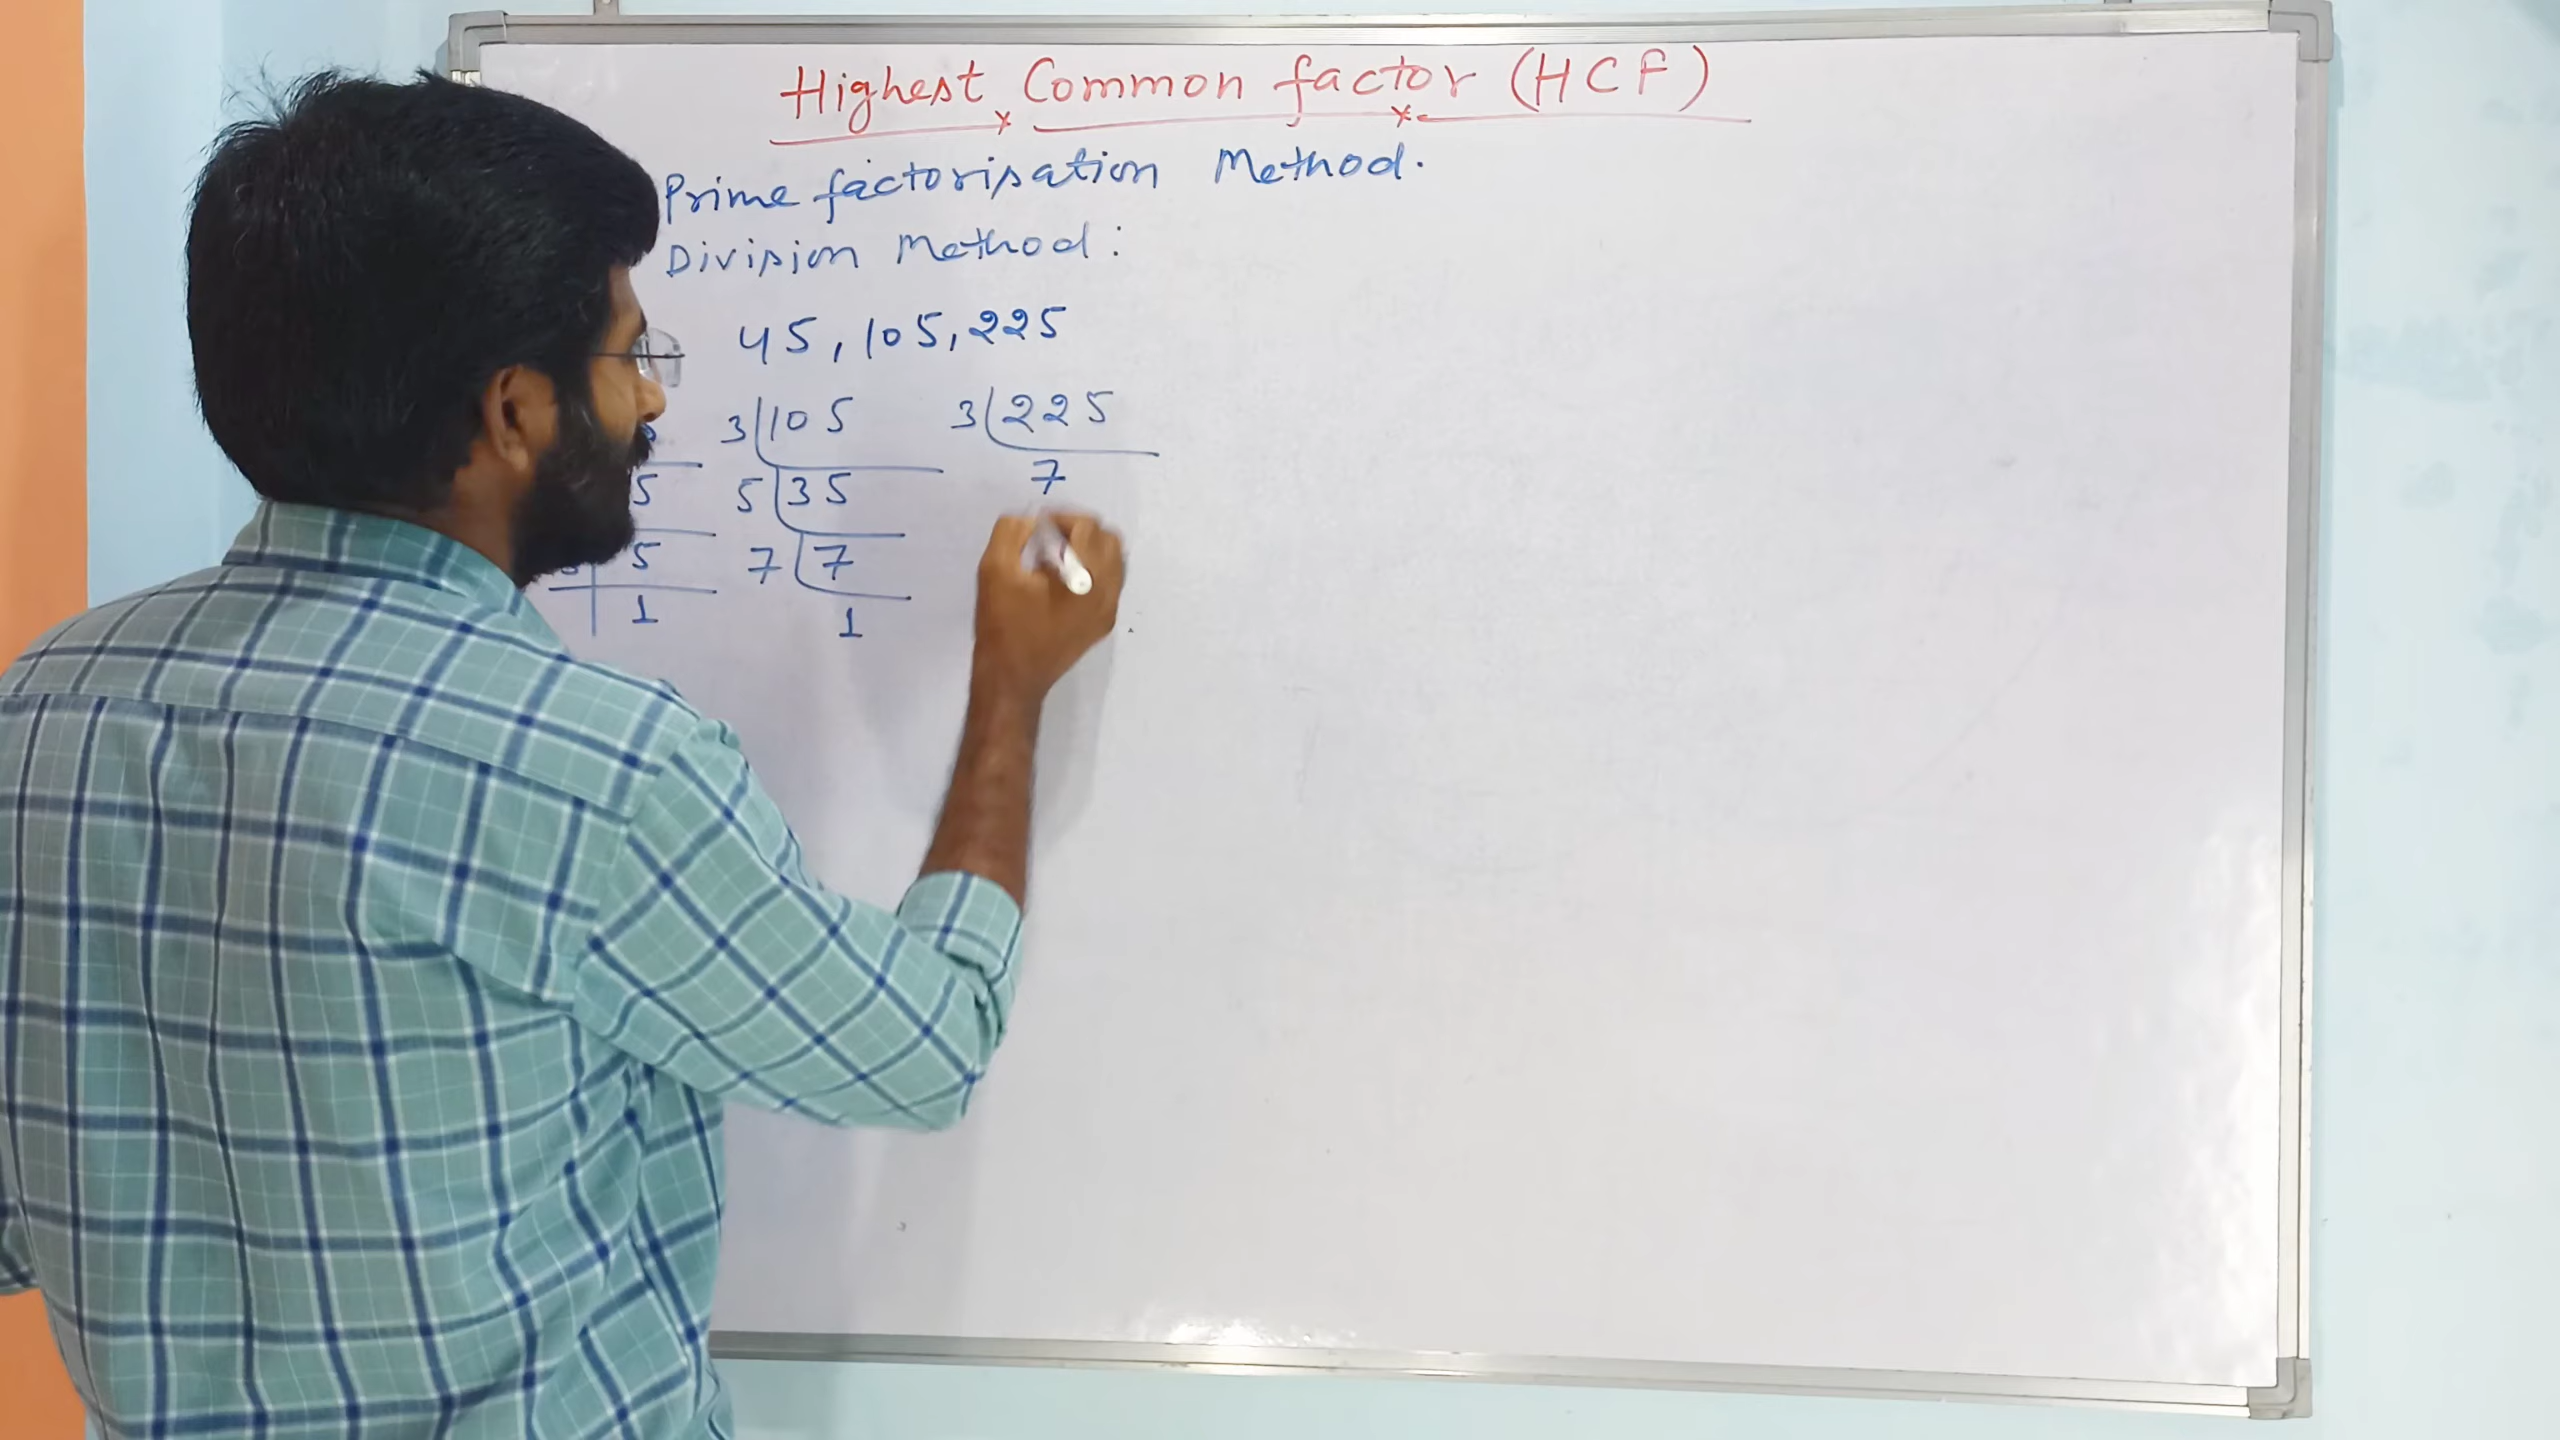 Highest Common factor (HCF)
Prime factorisation Method.
Division Method:
45, 105, 225
3 105 3 225
5 5 35 7
5 7 7
1 1